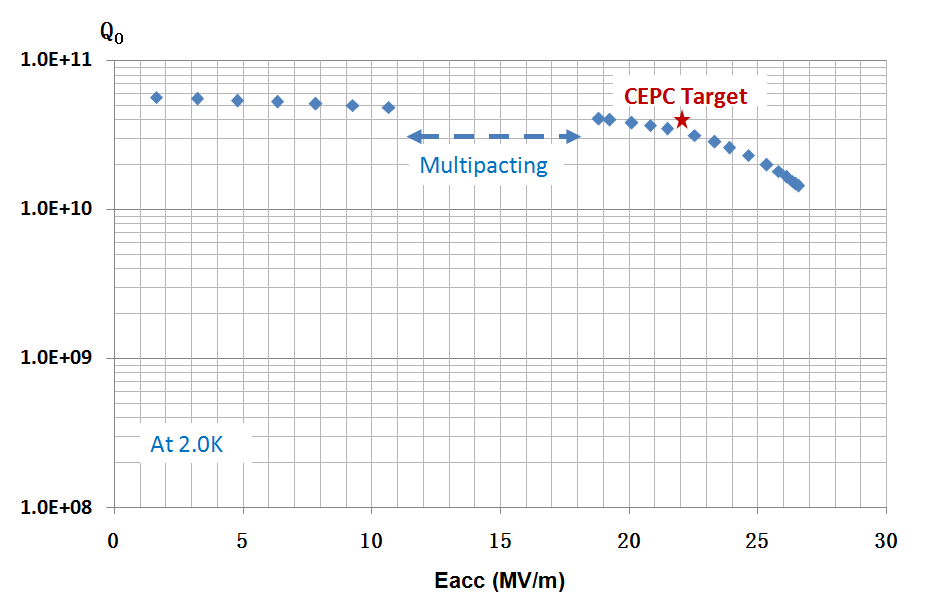 Q0
1.0E+11
CEPC Target
Multipacting
1.0E+10
1.0E+09
At 2.0K
1.0E+08
0 5 10 15 20 25 30
Eacc (MV/m)